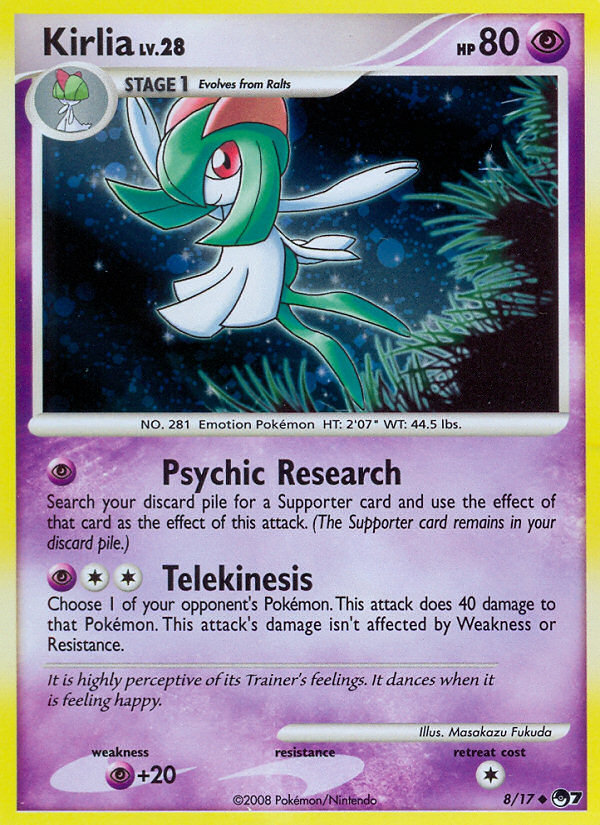 Kirlia LV.28
HP 80
STAGE 1 Evolves from Ralts
NO. 281 Emotion Pokémon HT: 2'07" WT: 44.5 lbs.
Psychic Research
Search your discard pile for a Supporter card and use the effect of
that card as the effect of this attack. (The Supporter card remains in your
discard pile.)
Telekinesis
Choose 1 of your opponent's Pokémon. This attack does 40 damage to
that Pokémon. This attack's damage isn't affected by Weakness or
Resistance.
It is highly perceptive of its Trainer's feelings. It dances when it
is feeling happy.
Illus. Masakazu Fukuda
weakness resistance retreat cost
+20
©2008 Pokémon/Nintendo
8/17 ◆ 7